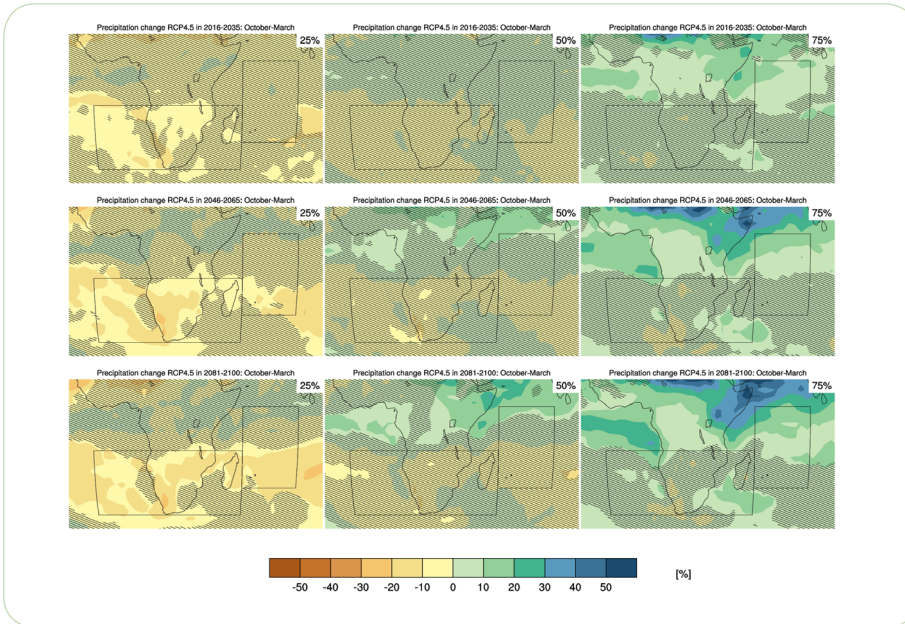 Precipitation change RCP4.5 in 2016-2035: October-March
25%
Precipitation change RCP4.5 in 2016-2035: October-March
50%
Precipitation change RCP4.5 in 2016-2035: October-March
75%
Precipitation change RCP4.5 in 2046-2065: October-March
25%
Precipitation change RCP4.5 in 2046-2065: October-March
50%
Precipitation change RCP4.5 in 2046-2065: October-March
75%
Precipitation change RCP4.5 in 2081-2100: October-March
25%
Precipitation change RCP4.5 in 2081-2100: October-March
50%
Precipitation change RCP4.5 in 2081-2100: October-March
75%
-50 -40 -30 -20 -10 0 10 20 30 40 50 [%]